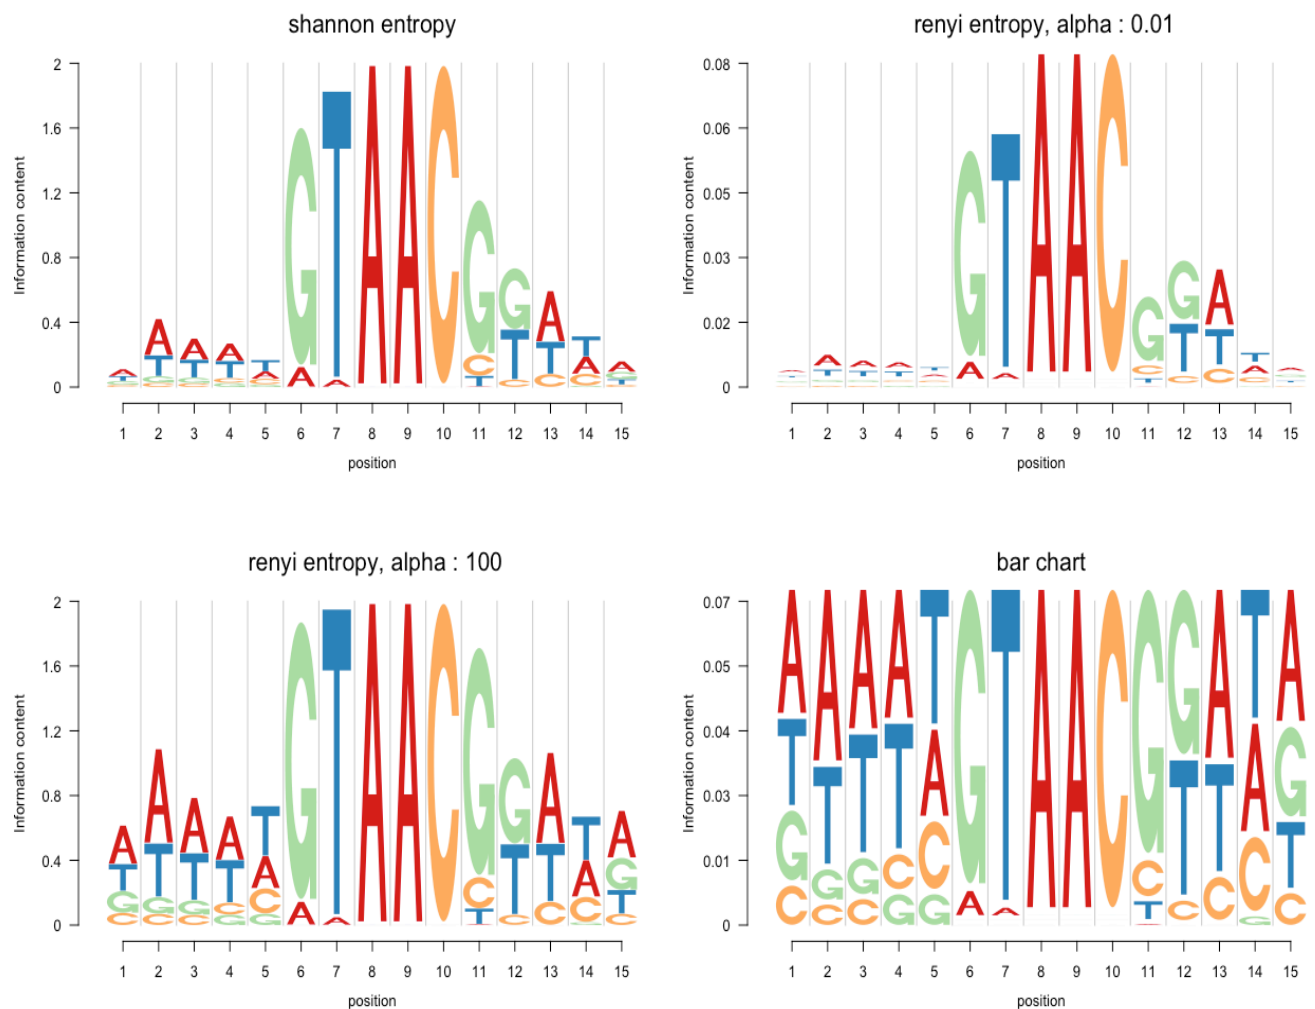 shannon entropy
2
1.6
1.2
0.8
0.4
0
Information content
1 2 3 4 5 6 7 8 9 10 11 12 13 14 15
position
renyi entropy, alpha : 0.01
0.08
0.06
0.05
0.03
0.02
0
Information content
1 2 3 4 5 6 7 8 9 10 11 12 13 14 15
position
renyi entropy, alpha : 100
2
1.6
1.2
0.8
0.4
0
Information content
1 2 3 4 5 6 7 8 9 10 11 12 13 14 15
position
bar chart
0.07
0.05
0.04
0.03
0.01
0
Information content
1 2 3 4 5 6 7 8 9 10 11 12 13 14 15
position